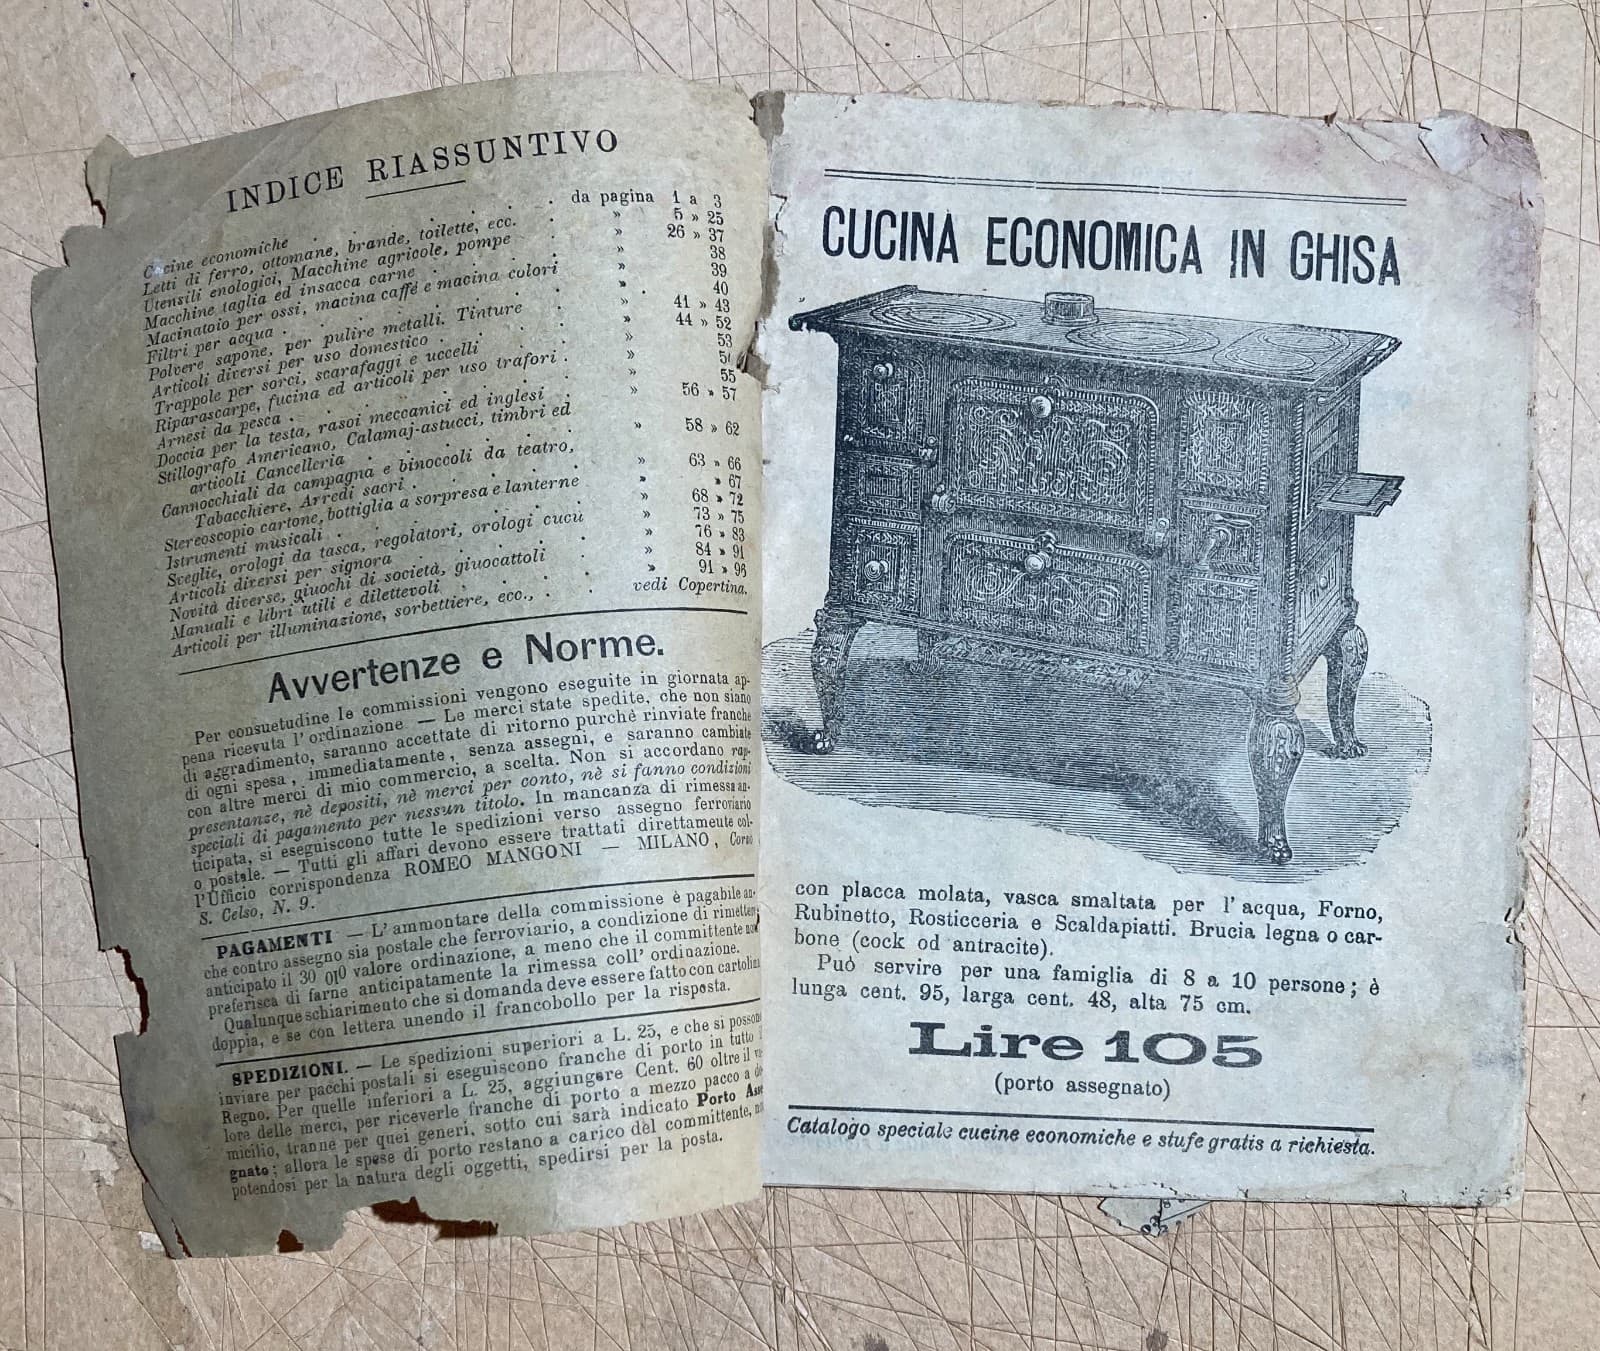 INDICE RIASSUNTIVO
Cucine economiche . . . . . . da pagina 1 a 3
Letti di ferro, ottomane, brande, toilette, ecc. . » 5 » 25
Utensili enologici, Macchine agricole, pompe . » 26 » 37
Macchine taglia ed insacca carne . . . » 38
Macinatoio per ossi, macina caffé e macina colori » 39
Filtri per acqua . . . . . . » 40
Polvere sapone, per pulire metalli. Tinture . » 41 » 43
Articoli diversi per uso domestico . . . » 44 » 52
Trappole per sorci, scarafaggi e uccelli . . » 53
Riparascarpe, fucina ed articoli per uso trafori . »
Arnesi da pesca . . . . . . » 55
Doccia per la testa, rasoi meccanici ed inglesi . » 56 » 57
Stillografo Americano, Calamaj-astucci, timbri ed
articoli Cancelleria . . . . . » 58 » 62
Cannocchiali da campagna e binoccoli da teatro,
Tabacchiere, Arredi sacri . . . . » 63 » 66
Stereoscopio cartone, bottiglia a sorpresa e lanterne » » 67
Istrumenti musicali . . . . . » 68 » 72
Sveglie, orologi da tasca, regolatori, orologi cucù » 73 » 75
Articoli diversi per signora . . . . » 76 » 83
Novità diverse, giuochi di società, giuocattoli . » 84 » 91
Manuali e libri utili e dilettevoli . . . » 91 » 96
Articoli per illuminazione, sorbettiere, ecc., . . vedi Copertina.
Avvertenze e Norme.
Per consuetudine le commissioni vengono eseguite in giornata ap-
pena ricevuta l'ordinazione — Le merci state spedite, che non siano
di aggradimento, saranno accettate di ritorno purchè rinviate franche
di ogni spesa, immediatamente, senza assegni, e saranno cambiate
con altre merci di mio commercio, a scelta. Non si accordano rap-
presentanze, nè depositi, nè merci per conto, nè si fanno condizioni
speciali di pagamento per nessun titolo. In mancanza di rimessa an-
ticipata, si eseguiscono tutte le spedizioni verso assegno ferroviario
o postale. — Tutti gli affari devono essere trattati direttamente col-
l'Ufficio corrispondenza ROMEO MANGONI — MILANO, Corso
S. Celso, N. 9.
PAGAMENTI — L'ammontare della commissione è pagabile an-
che contro assegno sia postale che ferroviario, a condizione di rimettere
anticipato il 30 0|0 valore ordinazione, a meno che il committente non
preferisca di farne anticipatamente la rimessa coll'ordinazione.
Qualunque schiarimento che si domanda deve essere fatto con cartolina
doppia, e se con lettera unendo il francobollo per la risposta.
SPEDIZIONI. — Le spedizioni superiori a L. 25, e che si possono
inviare per pacchi postali si eseguiscono franche di porto in tutto
Regno. Per quelle inferiori a L. 25, aggiungere Cent. 60 oltre il va-
lore delle merci, per riceverle franche di porto a mezzo pacco a do-
micilio, tranne per quei generi, sotto cui sarà indicato Porto Asse-
gnato; allora le spese di porto restano a carico del committente,
potendosi per la natura degli oggetti, spedirsi per la posta.
CUCINA ECONOMICA IN GHISA
con placca molata, vasca smaltata per l'acqua, Forno,
Rubinetto, Rosticceria e Scaldapiatti. Brucia legna o car-
bone (cock od antracite).
Può servire per una famiglia di 8 a 10 persone; è
lunga cent. 95, larga cent. 48, alta 75 cm.
Lire 105
(porto assegnato)
Catalogo speciale cucine economiche e stufe gratis a richiesta.